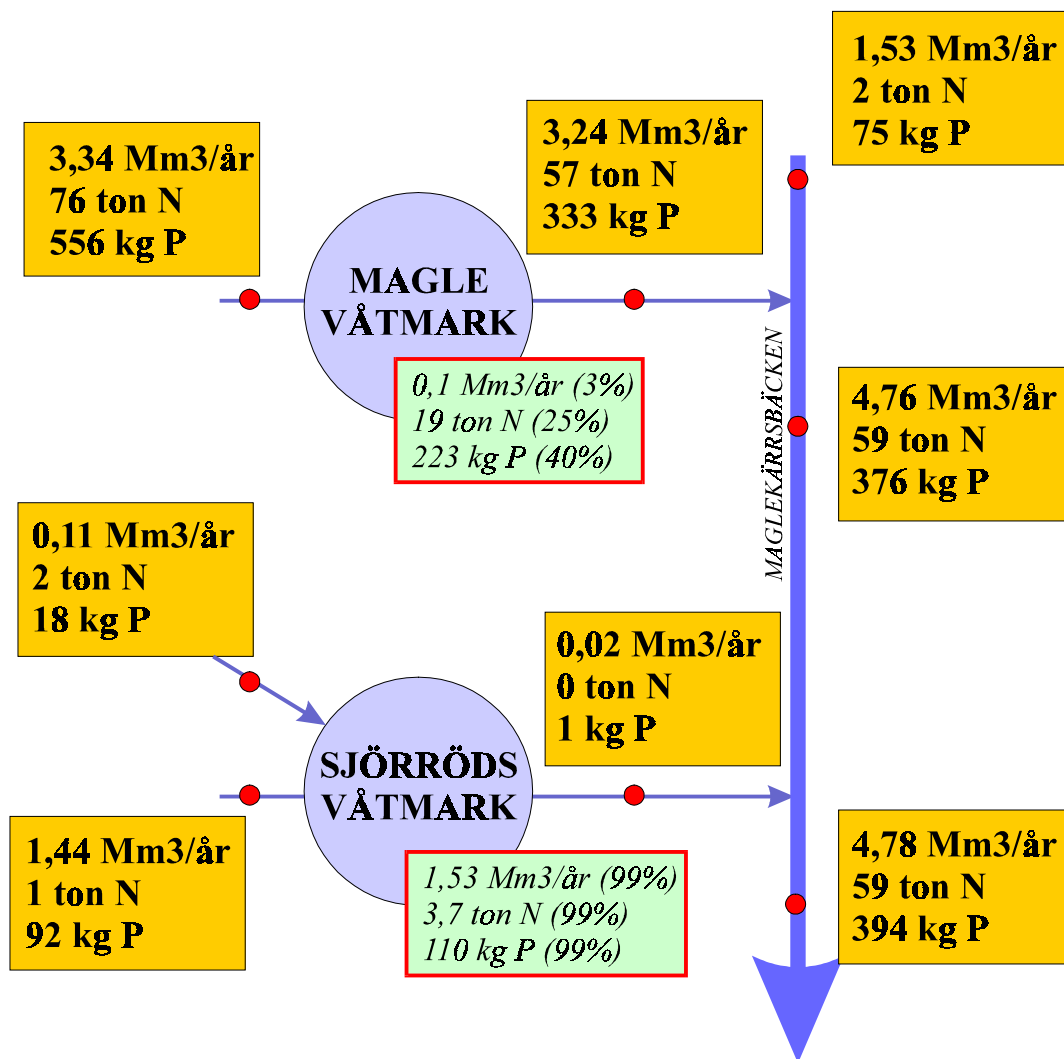 1,53 Mm3/år
2 ton N
75 kg P
3,34 Mm3/år
76 ton N
556 kg P
3,24 Mm3/år
57 ton N
333 kg P
MAGLE
VÅTMARK
0,1 Mm3/år (3%)
19 ton N (25%)
223 kg P (40%)
MAGLEKÄRRSBÄCKEN
4,76 Mm3/år
59 ton N
376 kg P
0,11 Mm3/år
2 ton N
18 kg P
0,02 Mm3/år
0 ton N
1 kg P
SJÖRRÖDS
VÅTMARK
1,44 Mm3/år
1 ton N
92 kg P
1,53 Mm3/år (99%)
3,7 ton N (99%)
110 kg P (99%)
4,78 Mm3/år
59 ton N
394 kg P